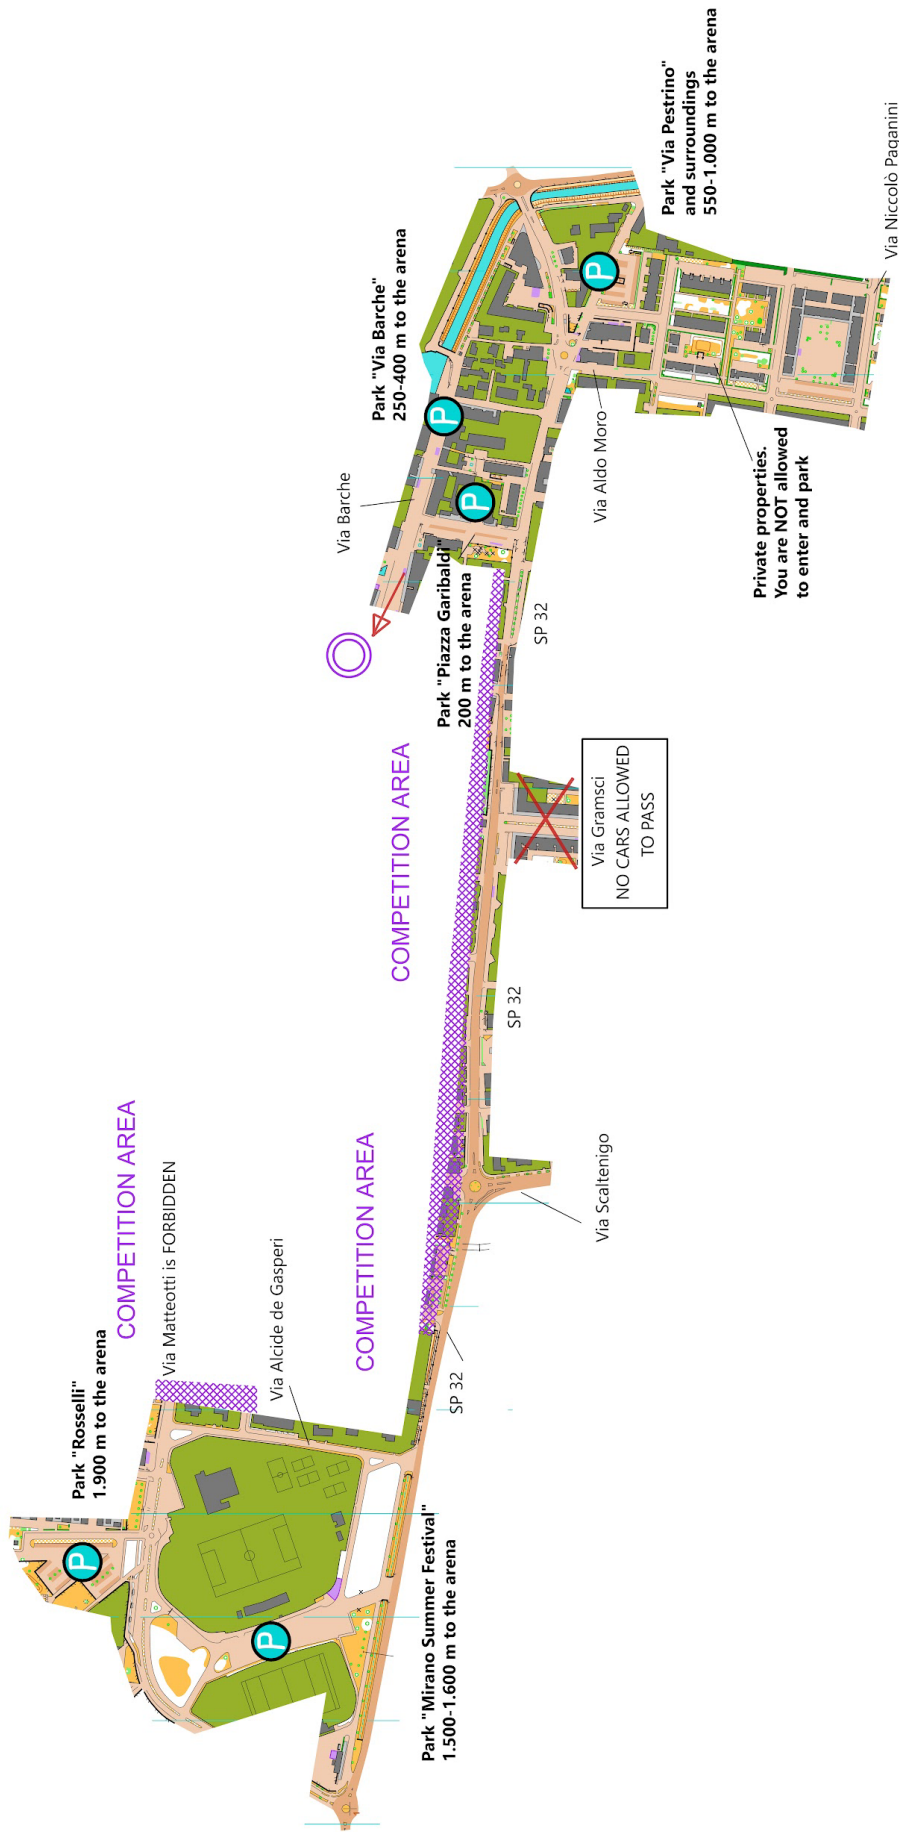 Park "Rosselli"
1.900 m to the arena
COMPETITION AREA
Via Matteotti is FORBIDDEN
Via Alcide de Gasperi
COMPETITION AREA
Park "Mirano Summer Festival"
1.500-1.600 m to the arena
SP 32
Via Scaltenigo
COMPETITION AREA
SP 32
Via Gramsci
NO CARS ALLOWED
TO PASS
Park "Piazza Garibaldi"
200 m to the arena
SP 32
Via Barche
Park "Via Barche"
250-400 m to the arena
Via Aldo Moro
Private properties.
You are NOT allowed
to enter and park
Park "Via Pestrino"
and surroundings
550-1.000 m to the arena
Via Niccolò Paganini
P
P
P
P
P